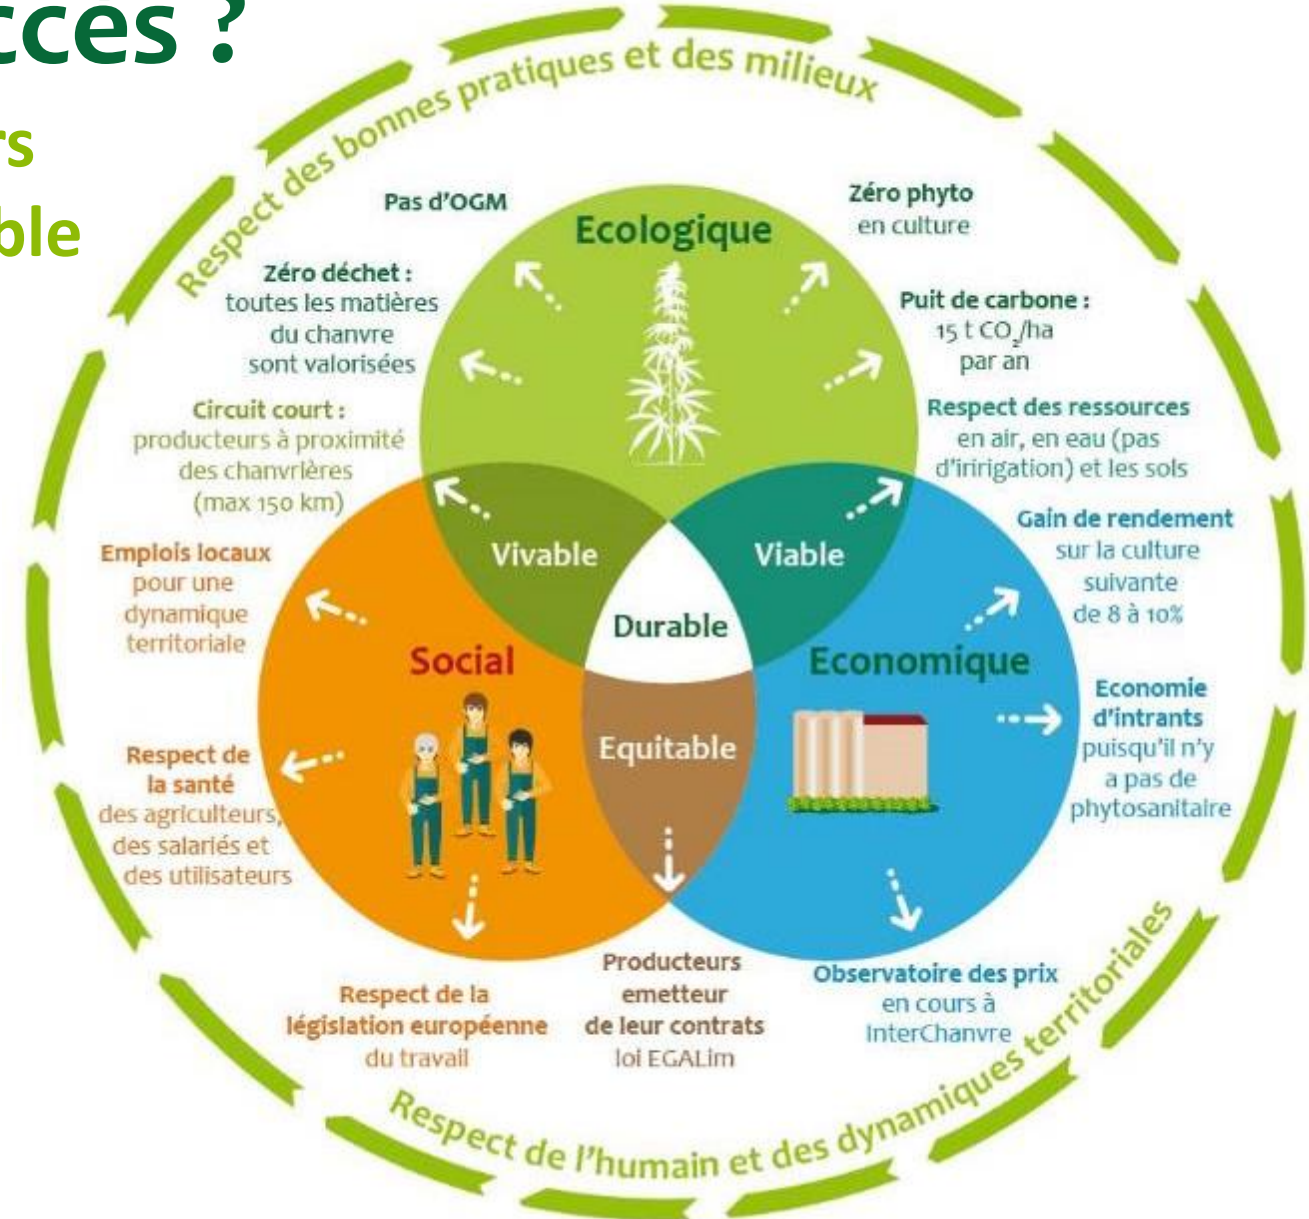 cces ?
rs
ble
Respect des bonnes pratiques et des milieux
Pas d'OGM
Zéro déchet :
toutes les matières
du chanvre
sont valorisées
Circuit court :
producteurs à proximité
des chanvrières
(max 150 km)
Emplois locaux
pour une
dynamique
territoriale
Respect de
la santé
des agriculteurs,
des salariés et
des utilisateurs
Respect de la
législation européenne
du travail
Producteurs
emetteur
de leur contrats
loi EGALim
Observatoire des prix
en cours à
InterChanvre
Economie
d'intrants
puisqu'il n'y
a pas de
phytosanitaire
Gain de rendement
sur la culture
suivante
de 8 à 10%
Respect des ressources
en air, en eau (pas
d'iririgation) et les sols
Puit de carbone :
15 t CO₂/ha
par an
Zéro phyto
en culture
Ecologique
Vivable
Viable
Durable
Social
Economique
Equitable
Respect de l'humain et des dynamiques territoriales